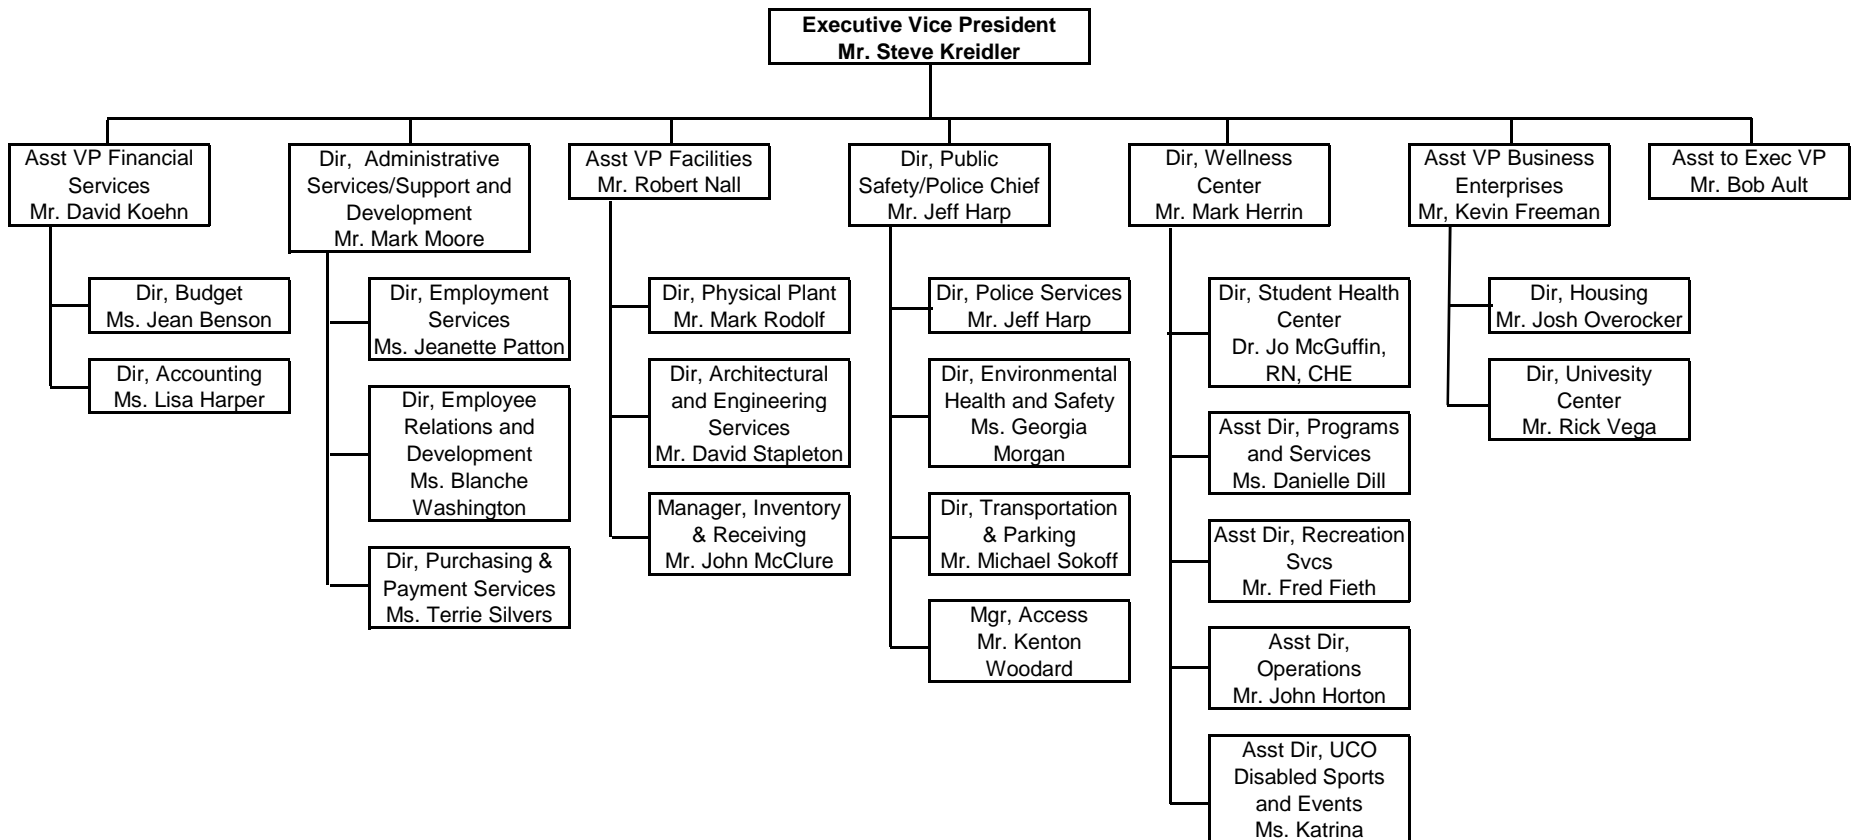 Executive Vice President
Mr. Steve Kreidler
Asst VP Financial
Services
Mr. David Koehn
Dir, Administrative
Services/Support and
Development
Mr. Mark Moore
Asst VP Facilities
Mr. Robert Nall
Dir, Public
Safety/Police Chief
Mr. Jeff Harp
Dir, Wellness
Center
Mr. Mark Herrin
Asst VP Business
Enterprises
Mr, Kevin Freeman
Asst to Exec VP
Mr. Bob Ault
Dir, Budget
Ms. Jean Benson
Dir, Accounting
Ms. Lisa Harper
Dir, Employment
Services
Ms. Jeanette Patton
Dir, Employee
Relations and
Development
Ms. Blanche
Washington
Dir, Purchasing &
Payment Services
Ms. Terrie Silvers
Dir, Physical Plant
Mr. Mark Rodolf
Dir, Architectural
and Engineering
Services
Mr. David Stapleton
Manager, Inventory
& Receiving
Mr. John McClure
Dir, Police Services
Mr. Jeff Harp
Dir, Environmental
Health and Safety
Ms. Georgia
Morgan
Dir, Transportation
& Parking
Mr. Michael Sokoff
Mgr, Access
Mr. Kenton
Woodard
Dir, Student Health
Center
Dr. Jo McGuffin,
RN, CHE
Asst Dir, Programs
and Services
Ms. Danielle Dill
Asst Dir, Recreation
Svcs
Mr. Fred Fieth
Asst Dir,
Operations
Mr. John Horton
Asst Dir, UCO
Disabled Sports
and Events
Ms. Katrina
Dir, Housing
Mr. Josh Overocker
Dir, Univesity
Center
Mr. Rick Vega